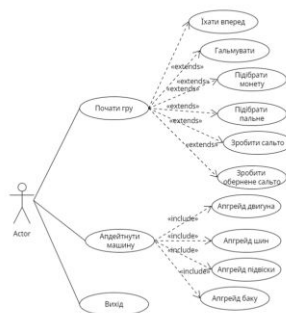 Їхати вперед
Гальмувати
«extends»
«extends»
Підібрати
монету
«extends»
Почати гру
«extends»
Підібрати
пальне
«extends»
Зробити сальто
«extends»
Зробити
обернене сальто
Апгрейд двигуна
«include»
Actor
Апдейтнути
машину
«include»
Апгрейд шин
«include»
Апгрейд підвіски
«include»
Вихід
Апгрейд баку